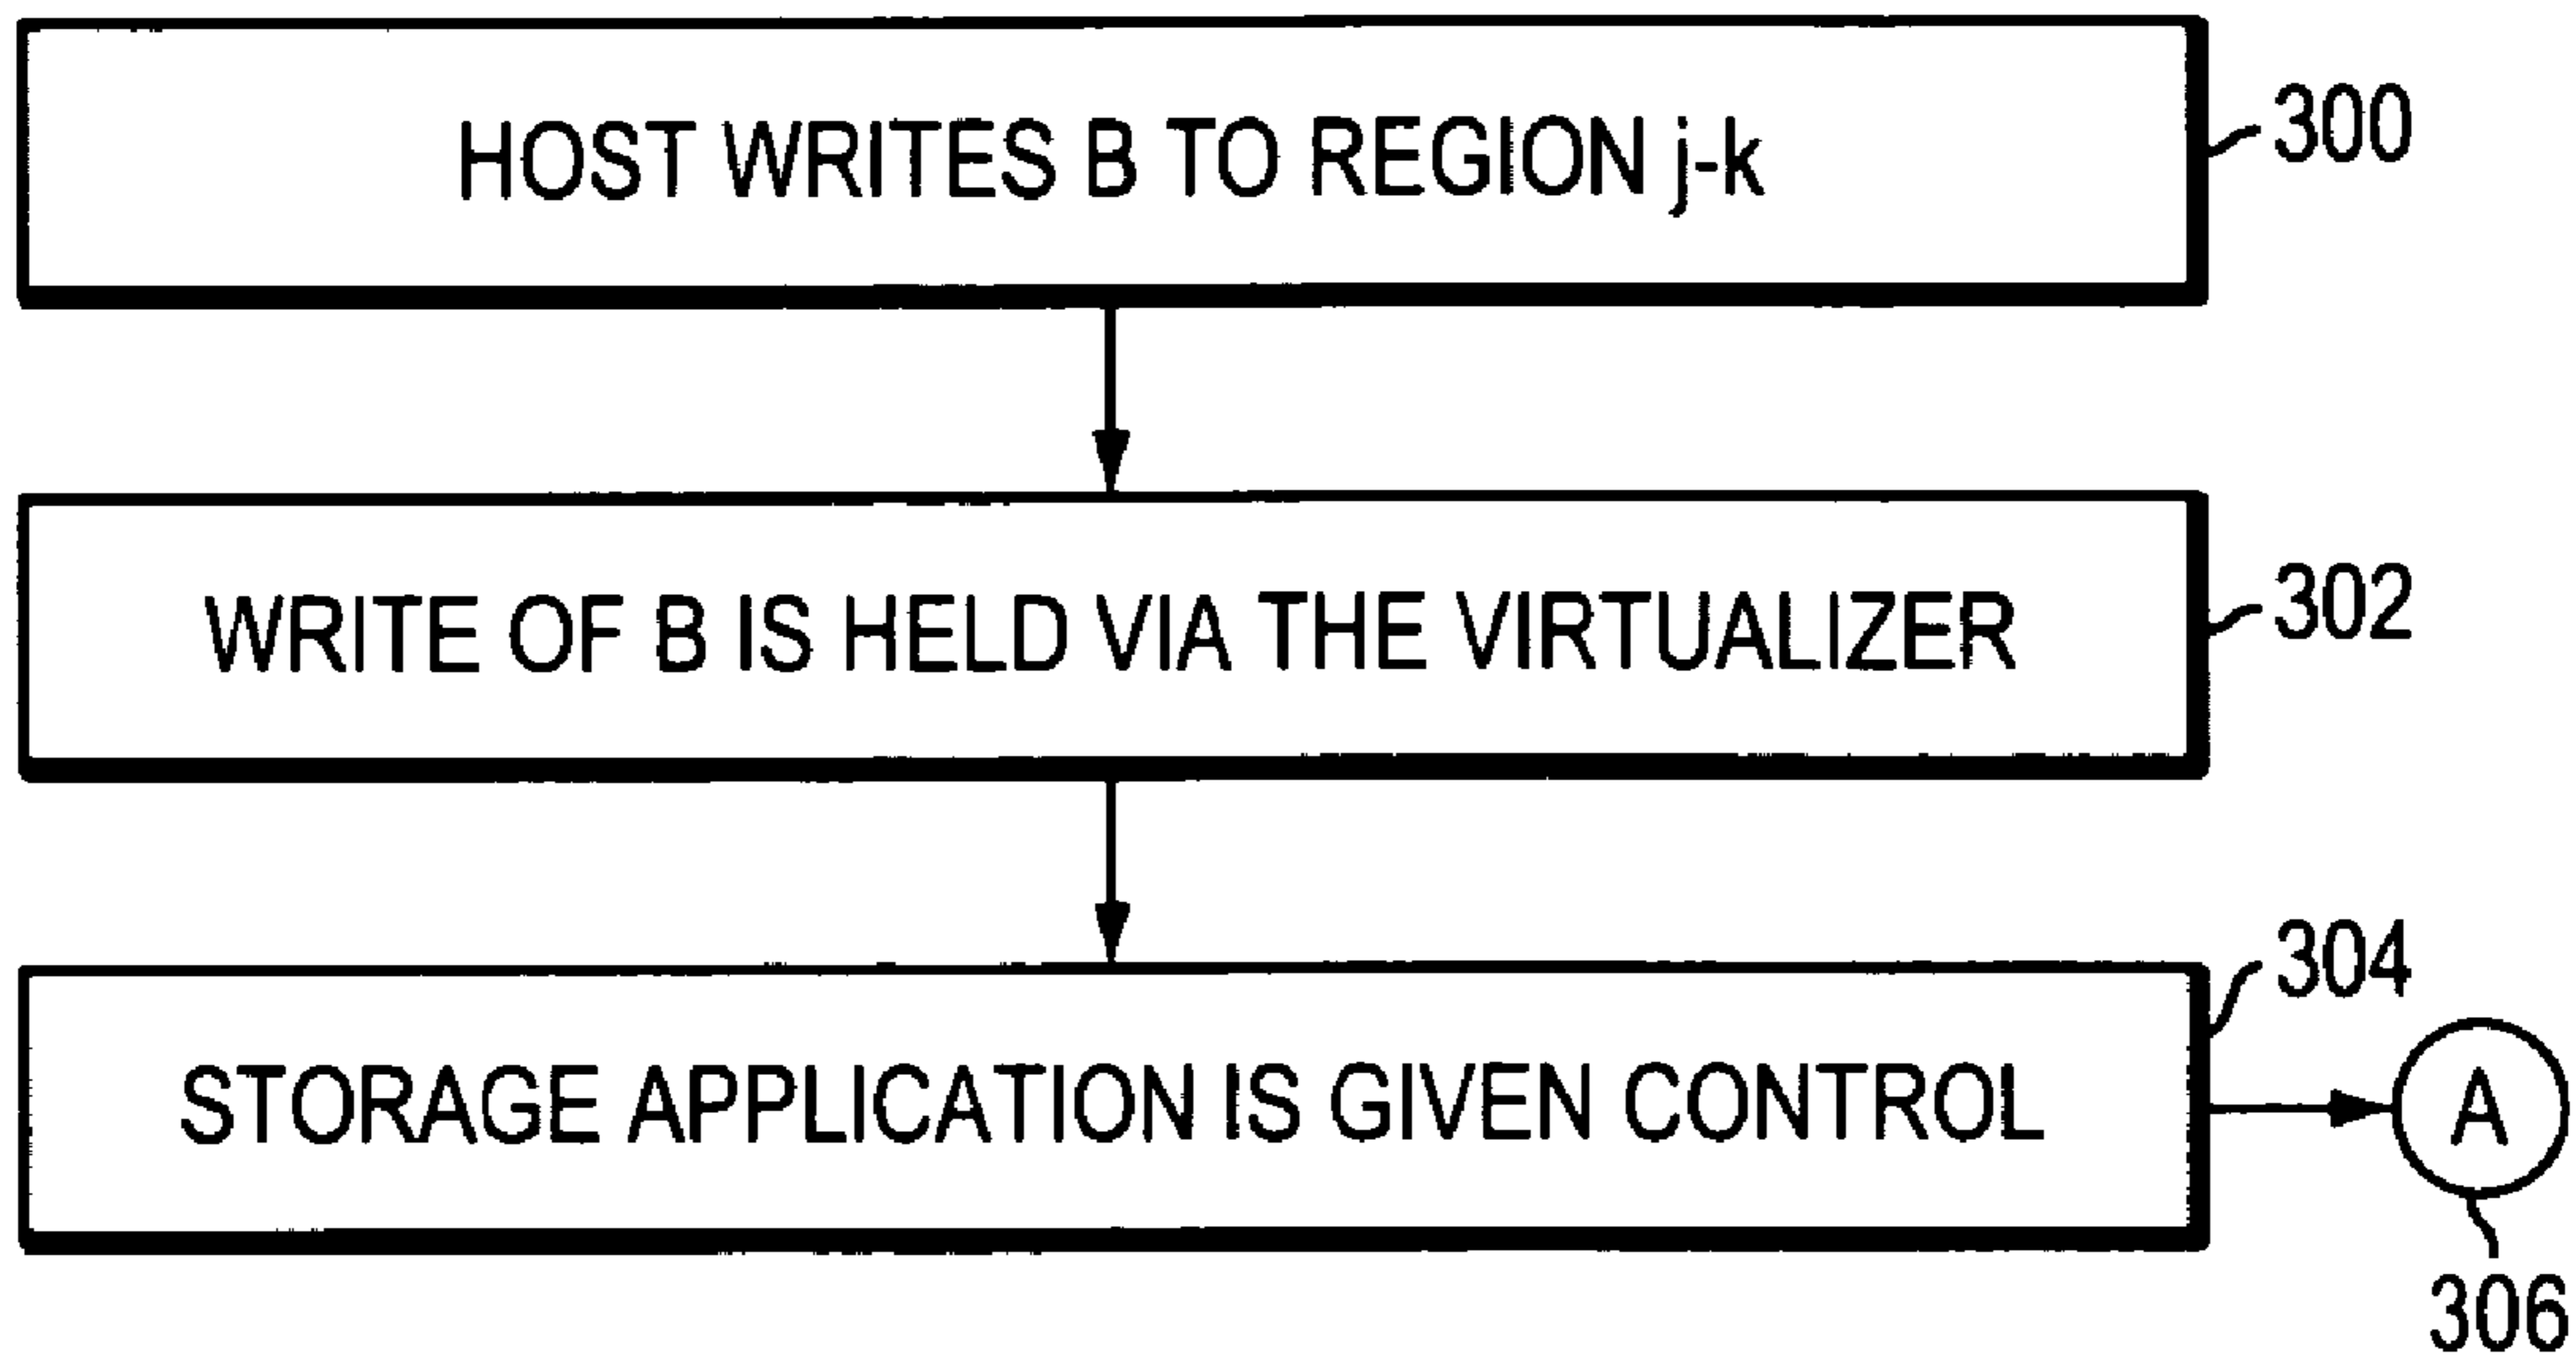 HOST WRITES B TO REGION j-k
300
WRITE OF B IS HELD VIA THE VIRTUALIZER
302
STORAGE APPLICATION IS GIVEN CONTROL
304
A
306